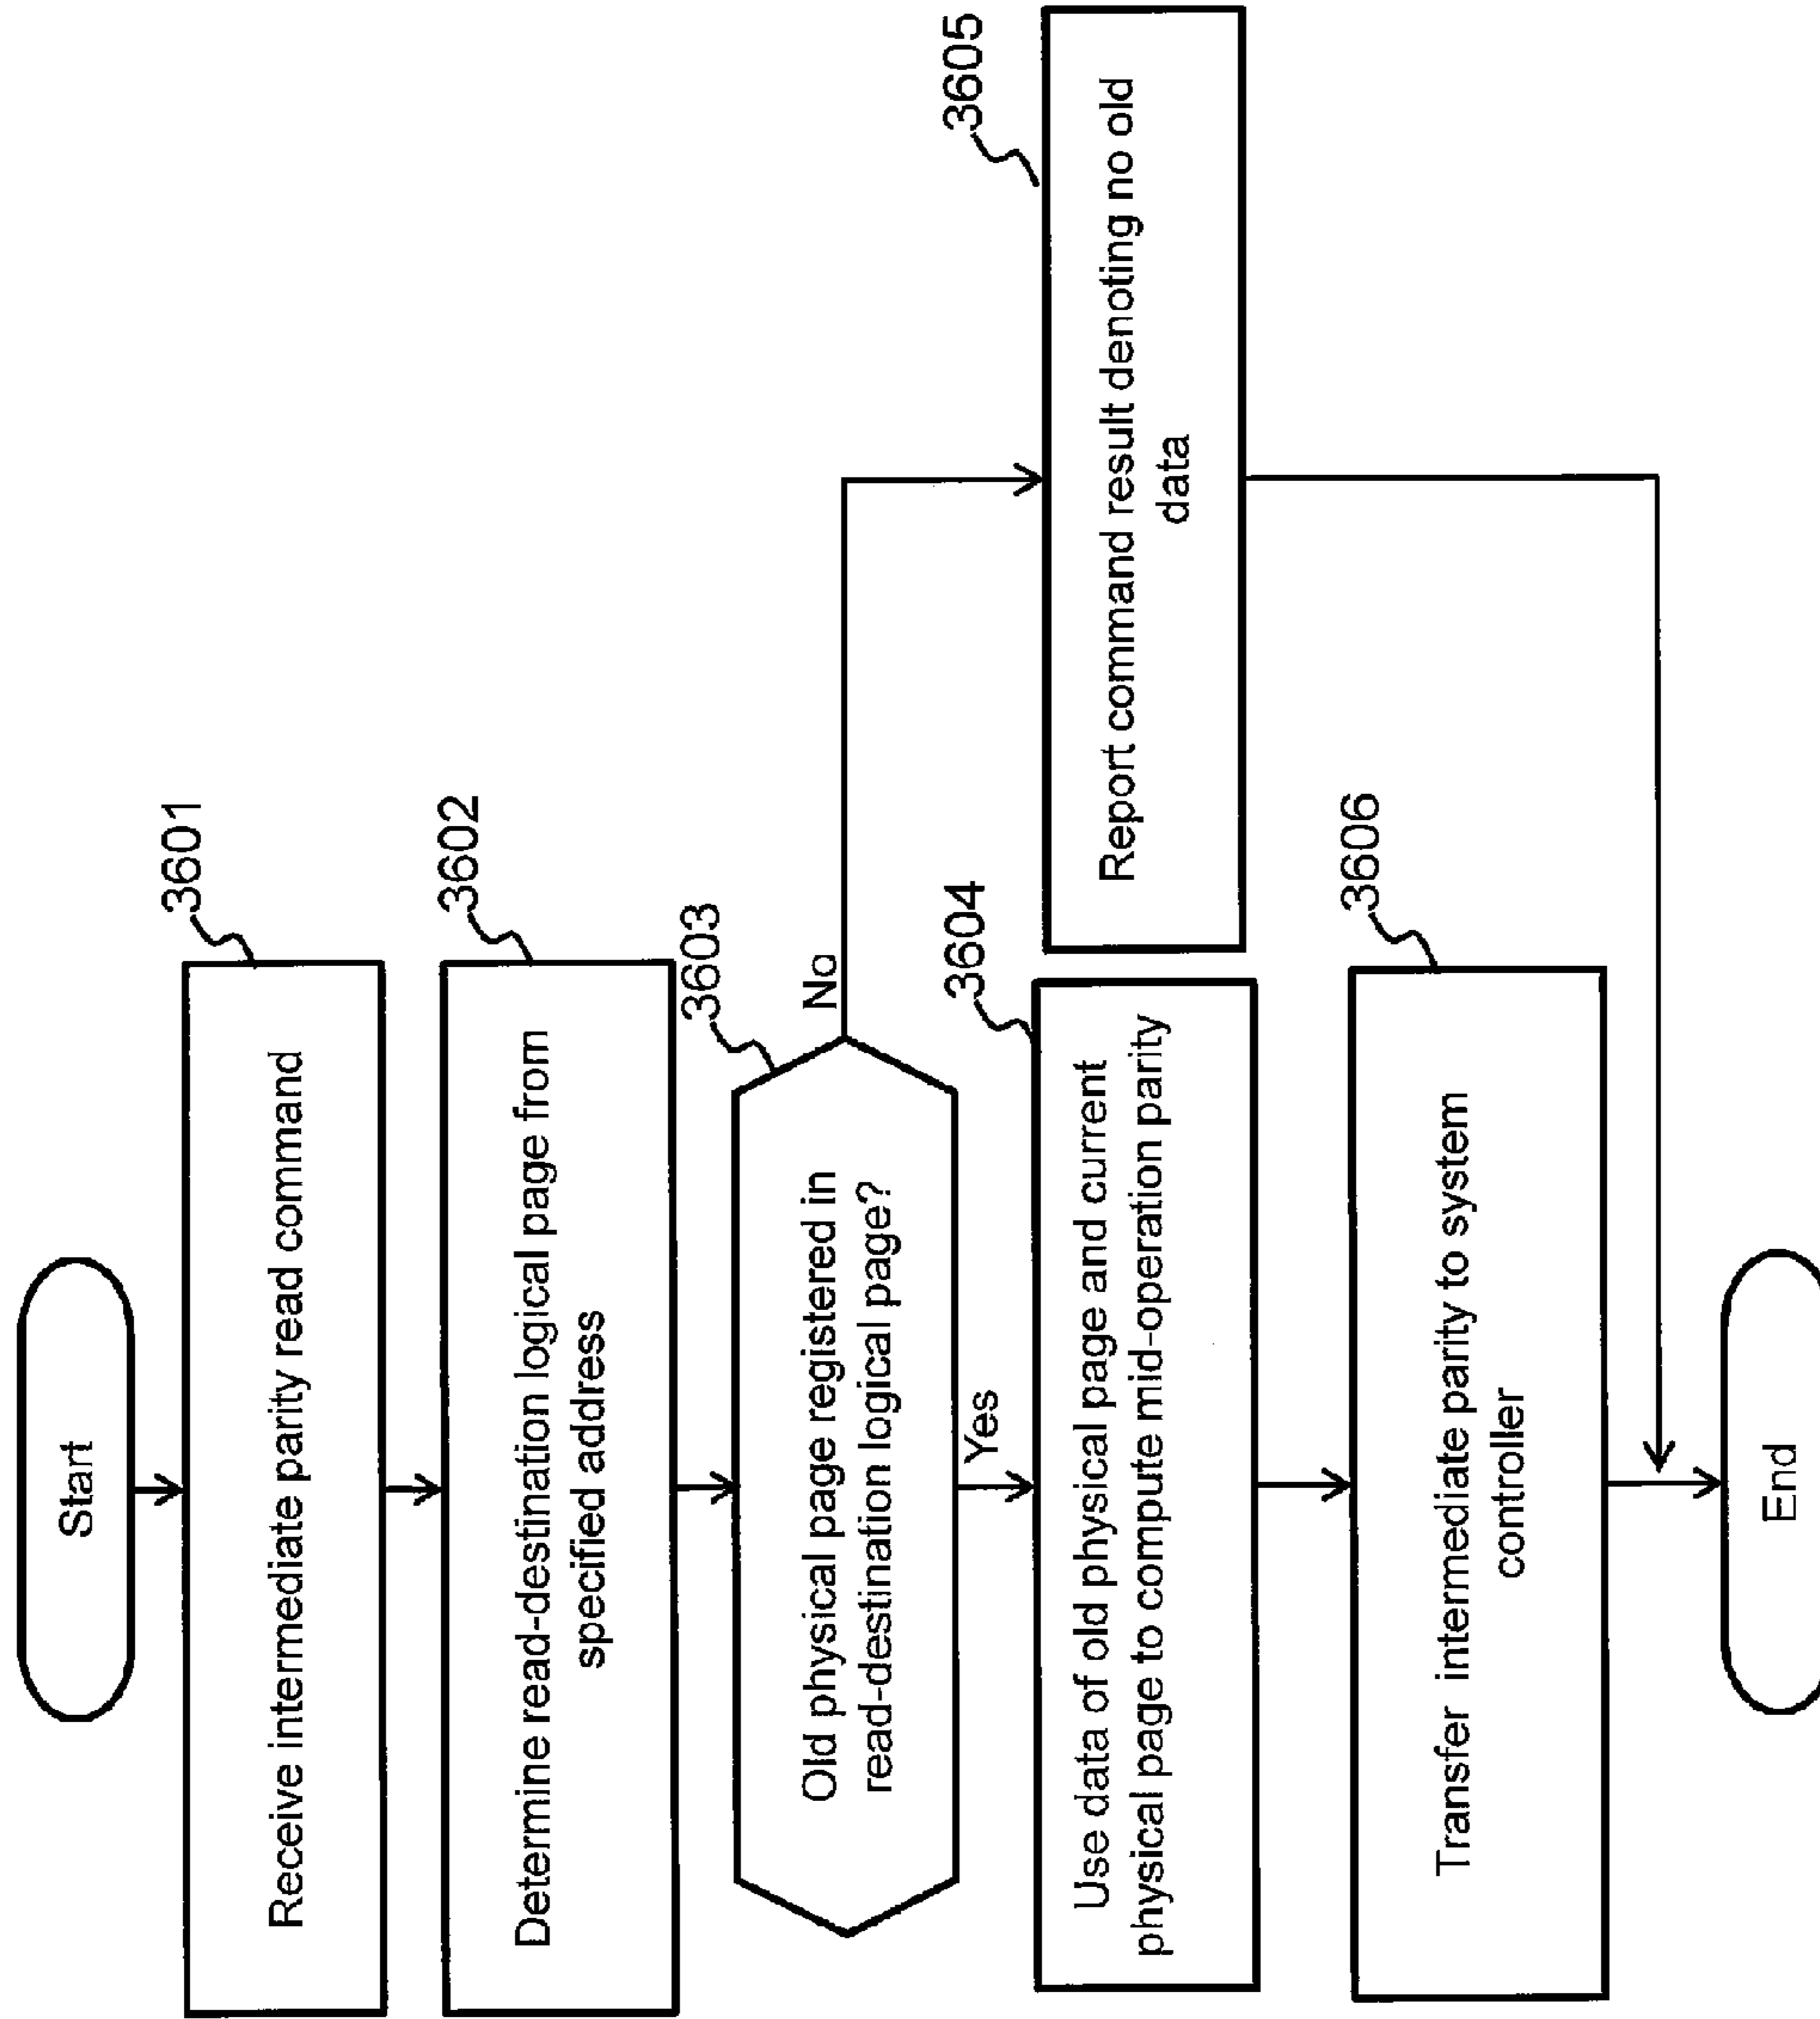 Start
3601
Receive intermediate parity read command
3602
Determine read-destination logical page from
specified address
3603
Old physical page registered in
read-destination logical page?
No
Yes
3604
Use data of old physical page and current
physical page to compute mid-operation parity
3605
Report command result denoting no old
data
3606
Transfer intermediate parity to system
controller
End